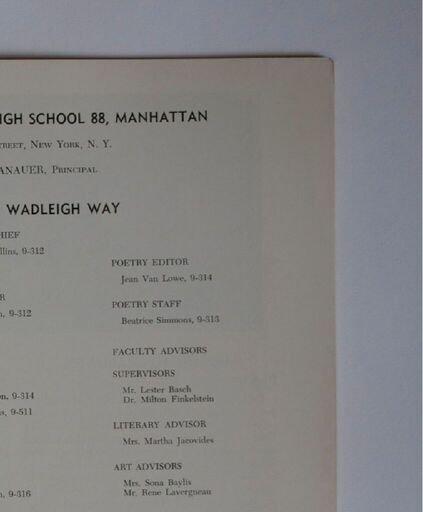 IGH SCHOOL 88, MANHATTAN
TREET, NEW YORK, N. Y.
ANAUER, PRINCIPAL
WADLEIGH WAY
HIEF
llins, 9-312
POETRY EDITOR
Jean Van Lowe, 9-314
R
n, 9-312
POETRY STAFF
Beatrice Simmons, 9-313
FACULTY ADVISORS
SUPERVISORS
on, 9-314
Mr. Lester Basch
Dr. Milton Finkelstein
s, 9-511
LITERARY ADVISOR
Mrs. Martha Jacovides
ART ADVISORS
Mrs. Sona Baylis
n, 9-316
Mr. Rene Lavergneau